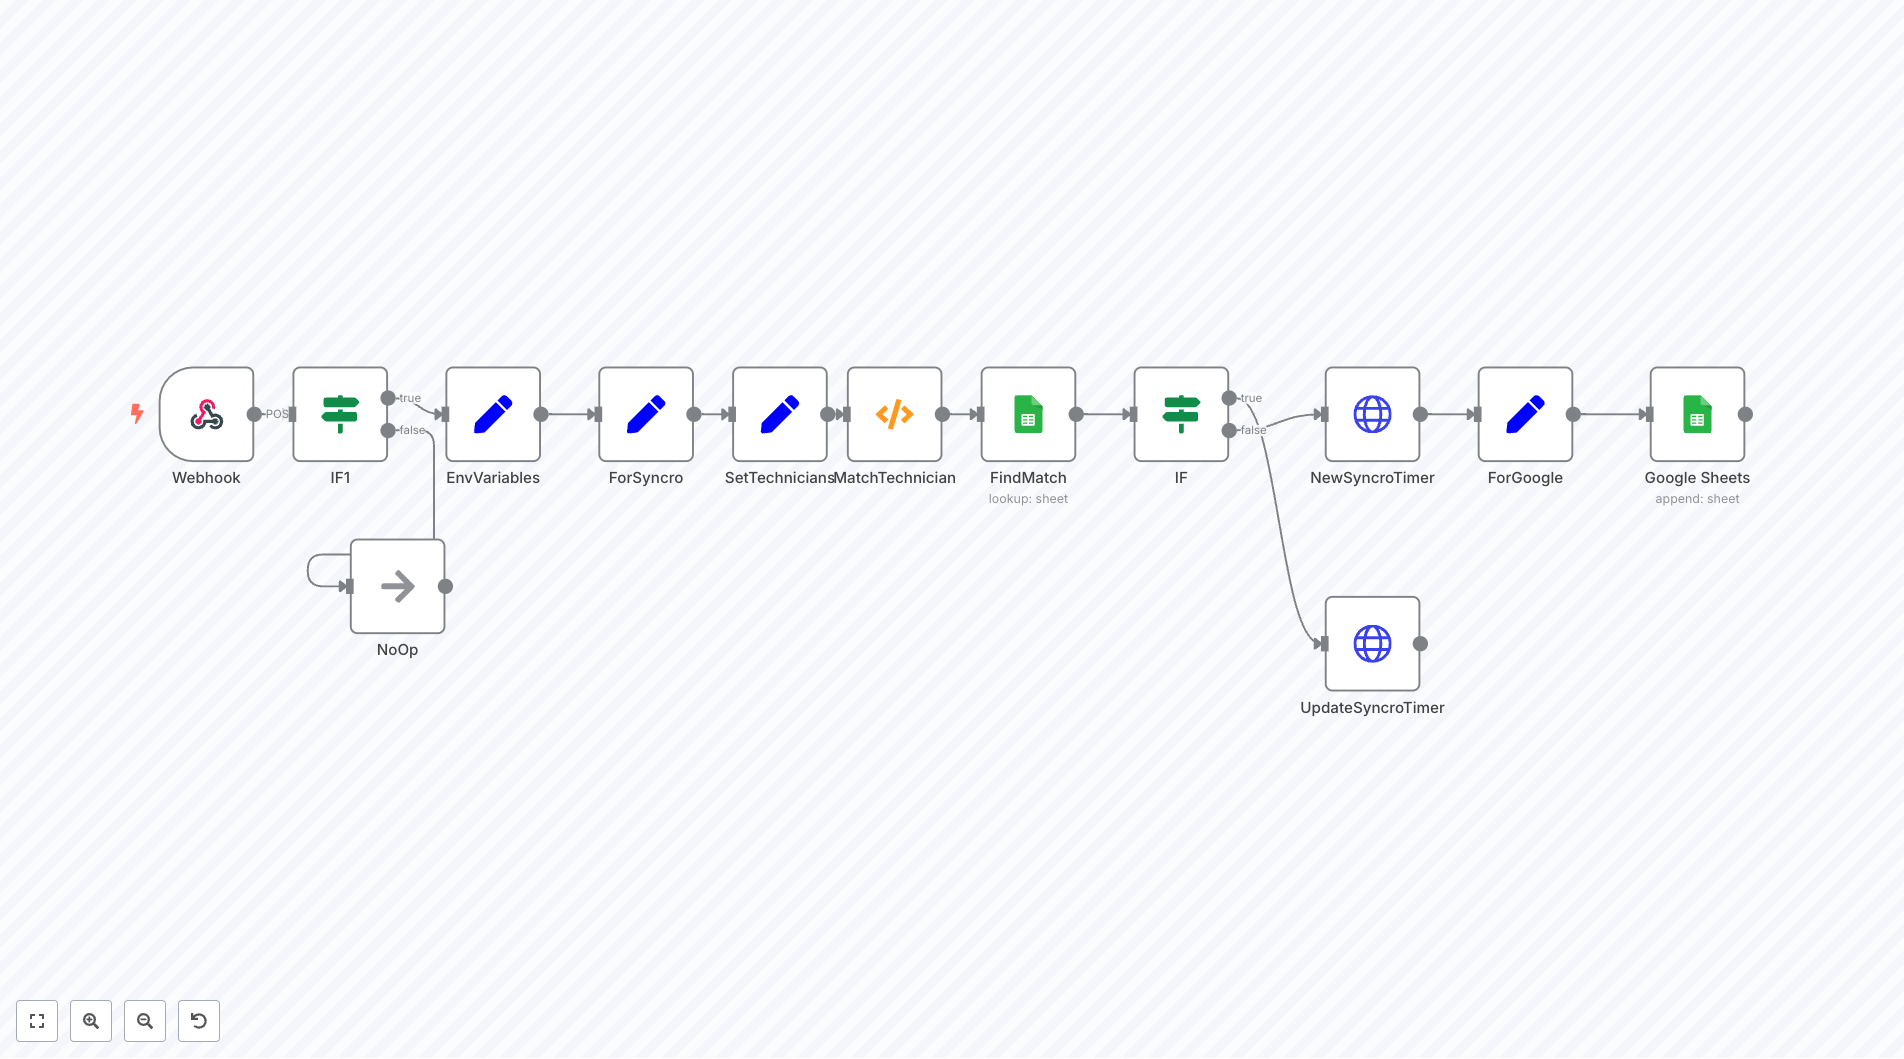 POS
true
false
true
false
Webhook
IF1
EnvVariables
ForSyncro
SetTechnicians
MatchTechnician
FindMatch
lookup: sheet
IF
NewSyncroTimer
ForGoogle
Google Sheets
append: sheet
NoOp
UpdateSyncroTimer